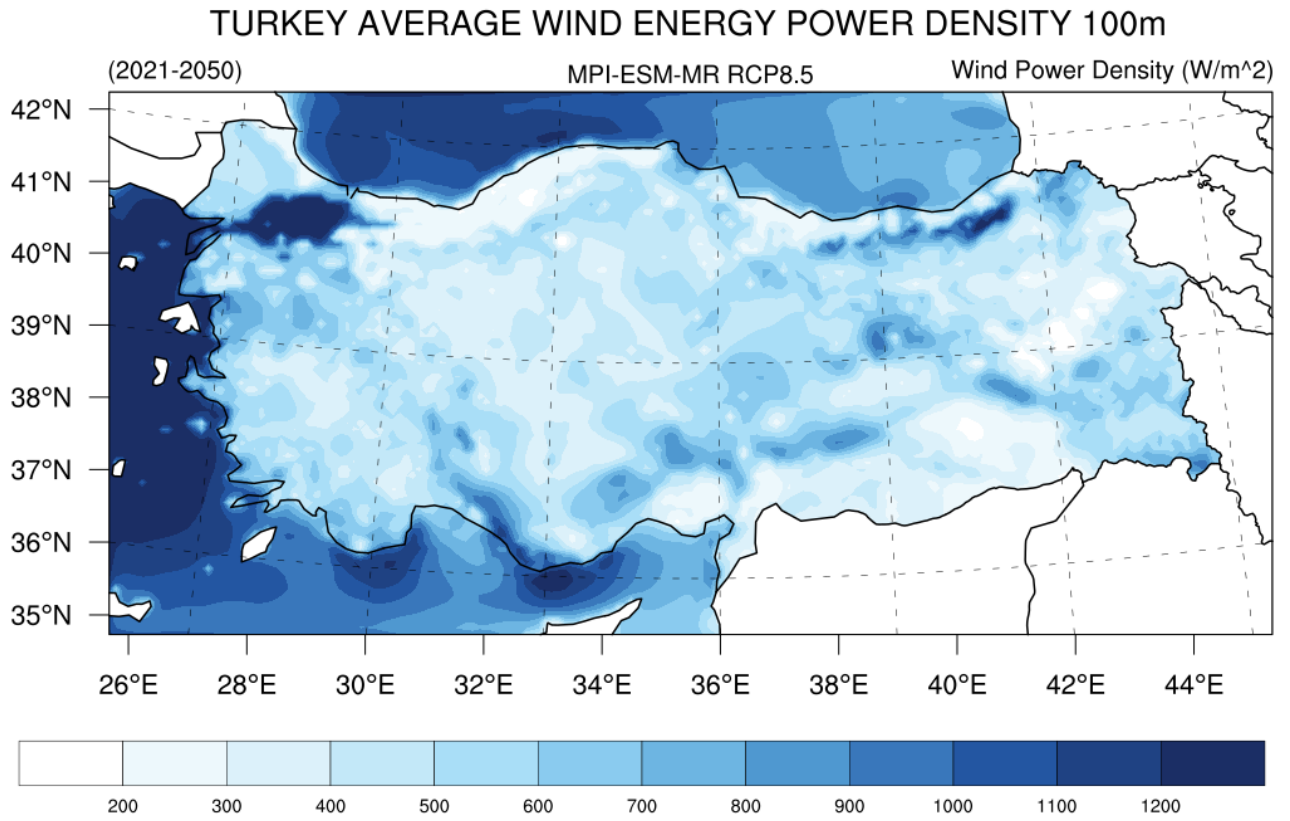 TURKEY AVERAGE WIND ENERGY POWER DENSITY 100m
(2021-2050) MPI-ESM-MR RCP8.5 Wind Power Density (W/m^2)
42°N
41°N
40°N
39°N
38°N
37°N
36°N
35°N
26°E 28°E 30°E 32°E 34°E 36°E 38°E 40°E 42°E 44°E
200 300 400 500 600 700 800 900 1000 1100 1200